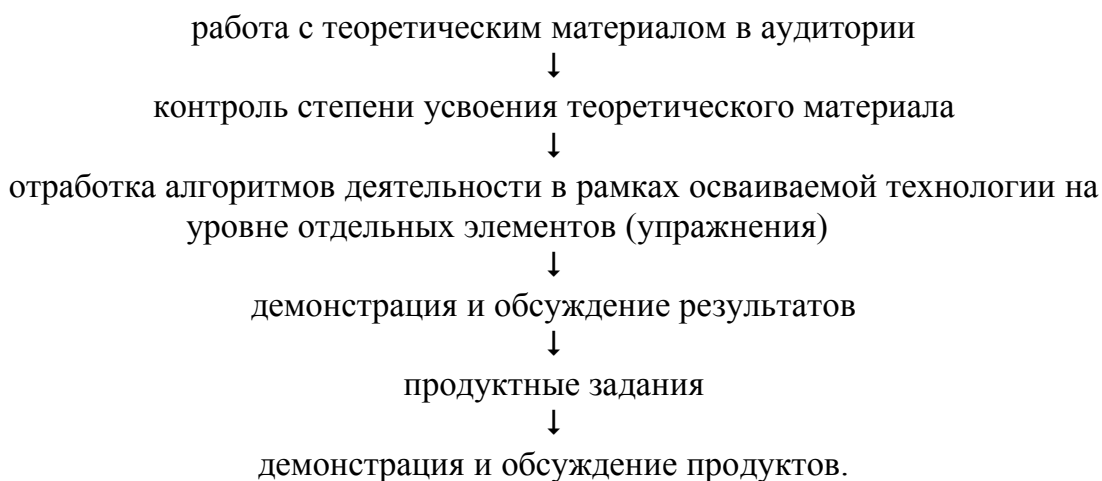 работа с теоретическим материалом в аудитории
↓
контроль степени усвоения теоретического материала
↓
отработка алгоритмов деятельности в рамках осваиваемой технологии на
уровне отдельных элементов (упражнения)
↓
демонстрация и обсуждение результатов
↓
продуктные задания
↓
демонстрация и обсуждение продуктов.